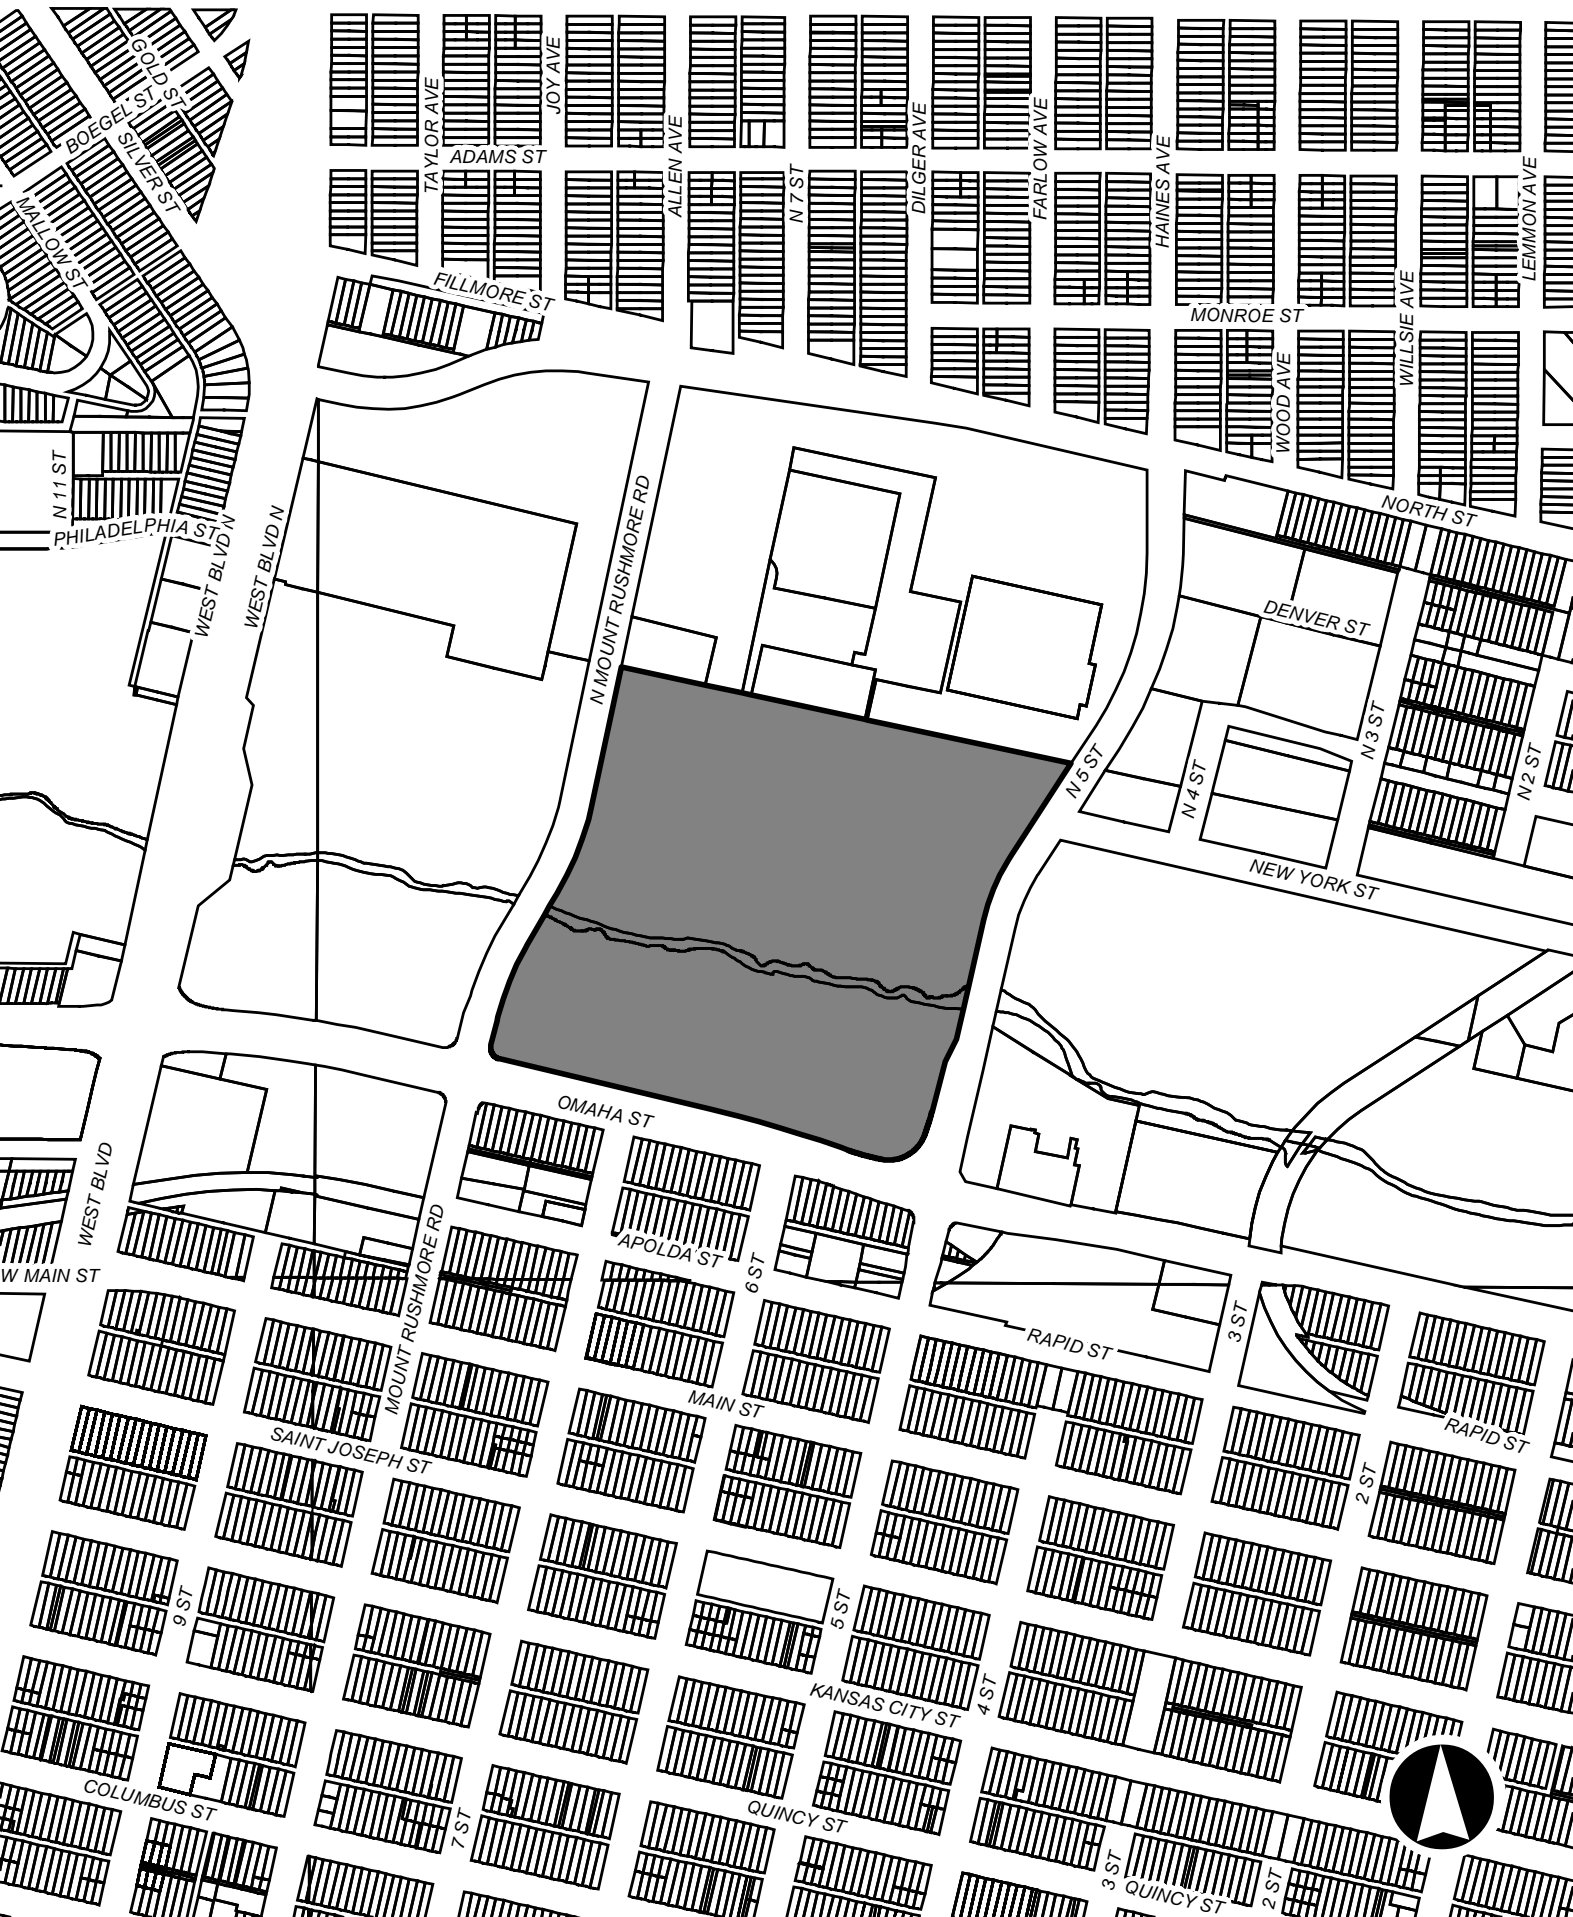 GOLD ST
BOEGEL ST
SILVER ST
MALLOW ST
TAYLOR AVE
JOY AVE
ADAMS ST
ALLEN AVE
N 7 ST
DILGER AVE
FARLOW AVE
HAINES AVE
LEMMON AVE
FILLMORE ST
MONROE ST
WILLSIE AVE
WOOD AVE
N 11 ST
PHILADELPHIA ST
WEST BLVD N
WEST BLVD N
N MOUNT RUSHMORE RD
NORTH ST
DENVER ST
N 3 ST
N 5 ST
N 4 ST
N 2 ST
NEW YORK ST
OMAHA ST
WEST BLVD
W MAIN ST
MOUNT RUSHMORE RD
APOLDA ST
6 ST
3 ST
RAPID ST
MAIN ST
SAINT JOSEPH ST
RAPID ST
2 ST
9 ST
5 ST
4 ST
KANSAS CITY ST
COLUMBUS ST
7 ST
QUINCY ST
3 ST
QUINCY ST
2 ST